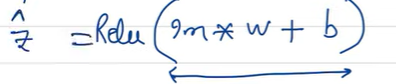 ẑ = Relu (Im * w + b)